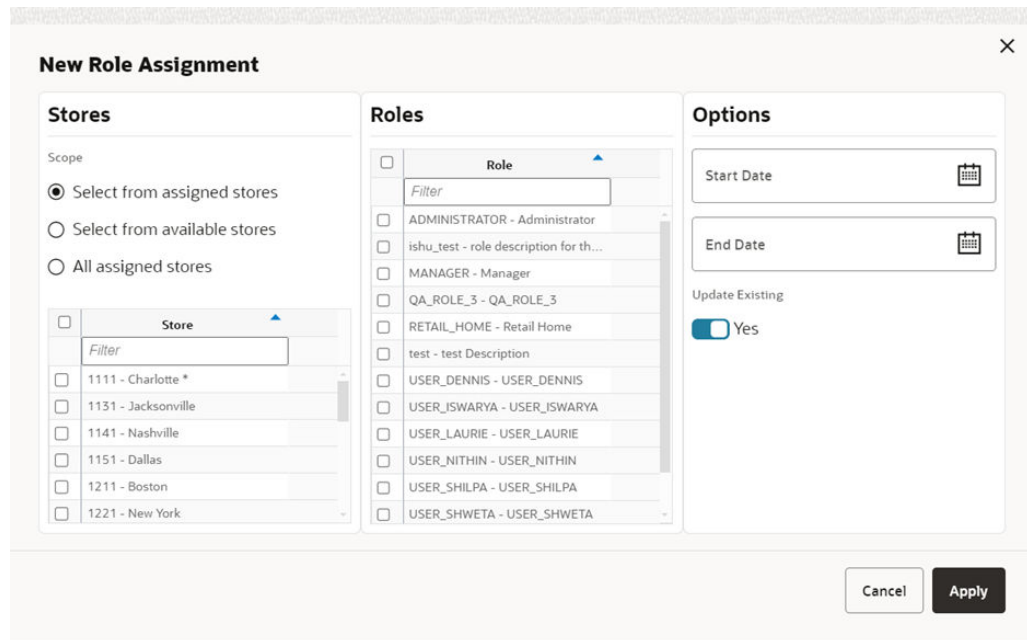 New Role Assignment
Stores
Scope
Select from assigned stores
Select from available stores
All assigned stores
Store
Filter
1111 - Charlotte *
1131 - Jacksonville
1141 - Nashville
1151 - Dallas
1211 - Boston
1221 - New York
Roles
Role
Filter
ADMINISTRATOR - Administrator
ishu_test - role description for th...
MANAGER - Manager
QA_ROLE_3 - QA_ROLE_3
RETAIL_HOME - Retail Home
test - test Description
USER_DENNIS - USER_DENNIS
USER_ISWARYA - USER_ISWARYA
USER_LAURIE - USER_LAURIE
USER_NITHIN - USER_NITHIN
USER_SHILPA - USER_SHILPA
USER_SHWETA - USER_SHWETA
Options
Start Date
End Date
Update Existing
Yes
Cancel
Apply